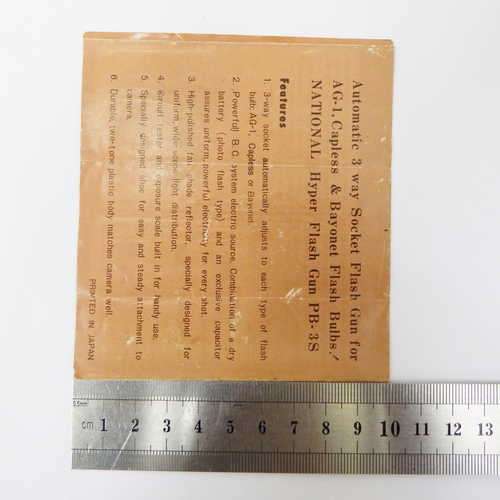 Automatic 3 way Socket Flash Gun for
AG-1, Capless & Bayonet Flash Bulbs!
NATIONAL Hyper Flash Gun PB-3S
Features
1. 3-way socket automatically adjusts to each type of flash
bulb: AG-1, Capless or Bayonet.
2. Powerful B.C. system electric source. Combination of a dry
battery (photo flash type) and an exclusive capacitor
assures uniform, powerful electricity for every shot.
3. High-polished fan-shade reflector, specially designed for
uniform, wide-angle light distribution.
4. tester and exposure scale built in for handy use.
5. Specially designed shoe for easy and steady attachment to
camera.
6. Durable, two-tone plastic body matches camera well.
PRINTED IN JAPAN
0.5mm
cm 1 2 3 4 5 6 7 8 9 10 11 12 13